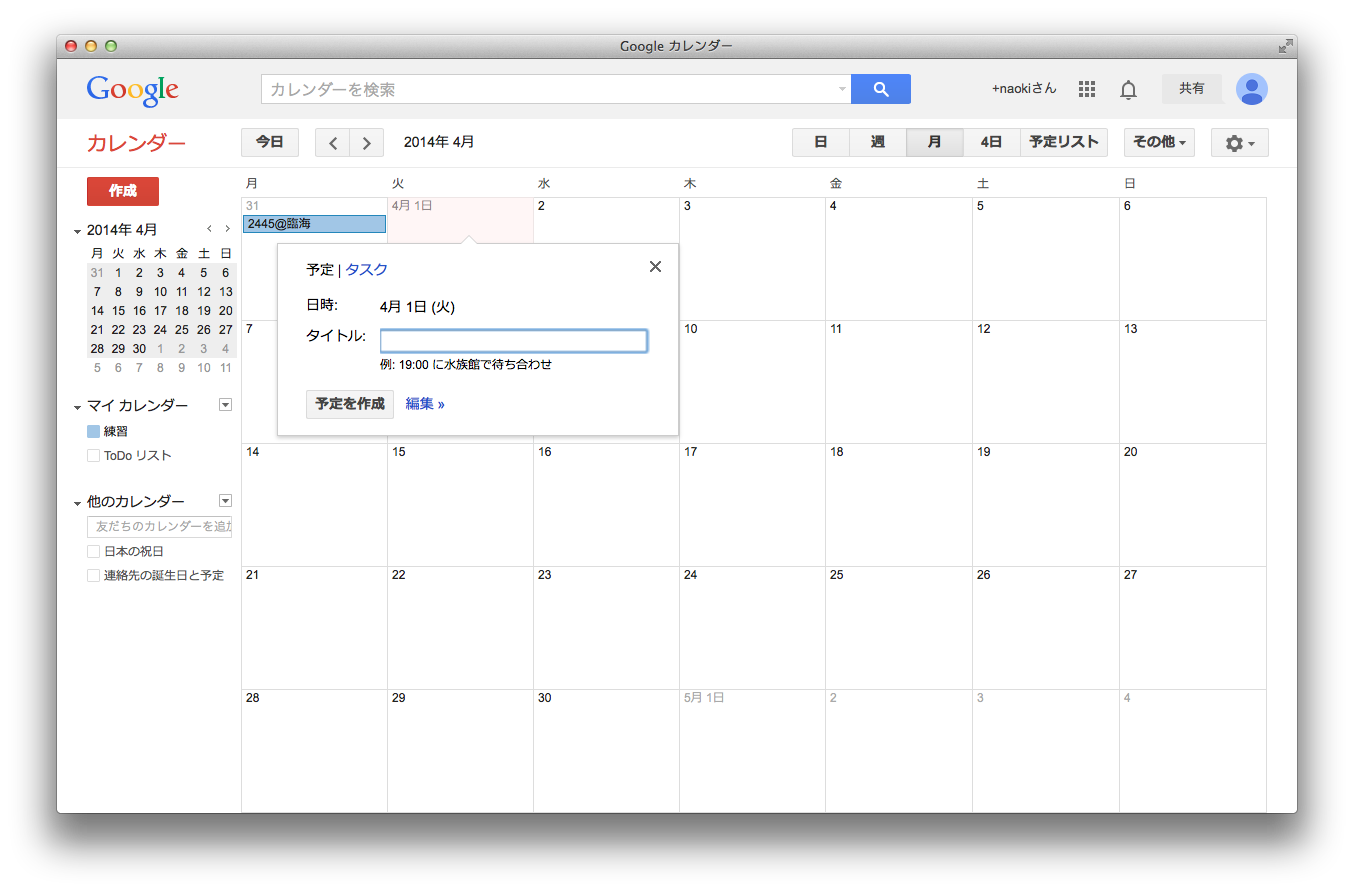 Google カレンダー
Google
カレンダーを検索
+naokiさん
共有
カレンダー
今日
2014年 4月
日 週 月 4日 予定リスト
その他
作成
2014年 4月
月 火 水 木 金 土 日
31 1 2 3 4 5 6
7 8 9 10 11 12 13
14 15 16 17 18 19 20
21 22 23 24 25 26 27
28 29 30 1 2 3 4
5 6 7 8 9 10 11
マイ カレンダー
練習
ToDo リスト
他のカレンダー
友だちのカレンダーを追
日本の祝日
連絡先の誕生日と予定
月 火 水 木 金 土 日
31 4月 1日 2 3 4 5 6
2445@臨海
予定 | タスク
日時: 4月 1日 (火)
タイトル:
例: 19:00 に水族館で待ち合わせ
予定を作成 編集 »
7 10 11 12 13
14 15 16 17 18 19 20
21 22 23 24 25 26 27
28 29 30 5月 1日 2 3 4